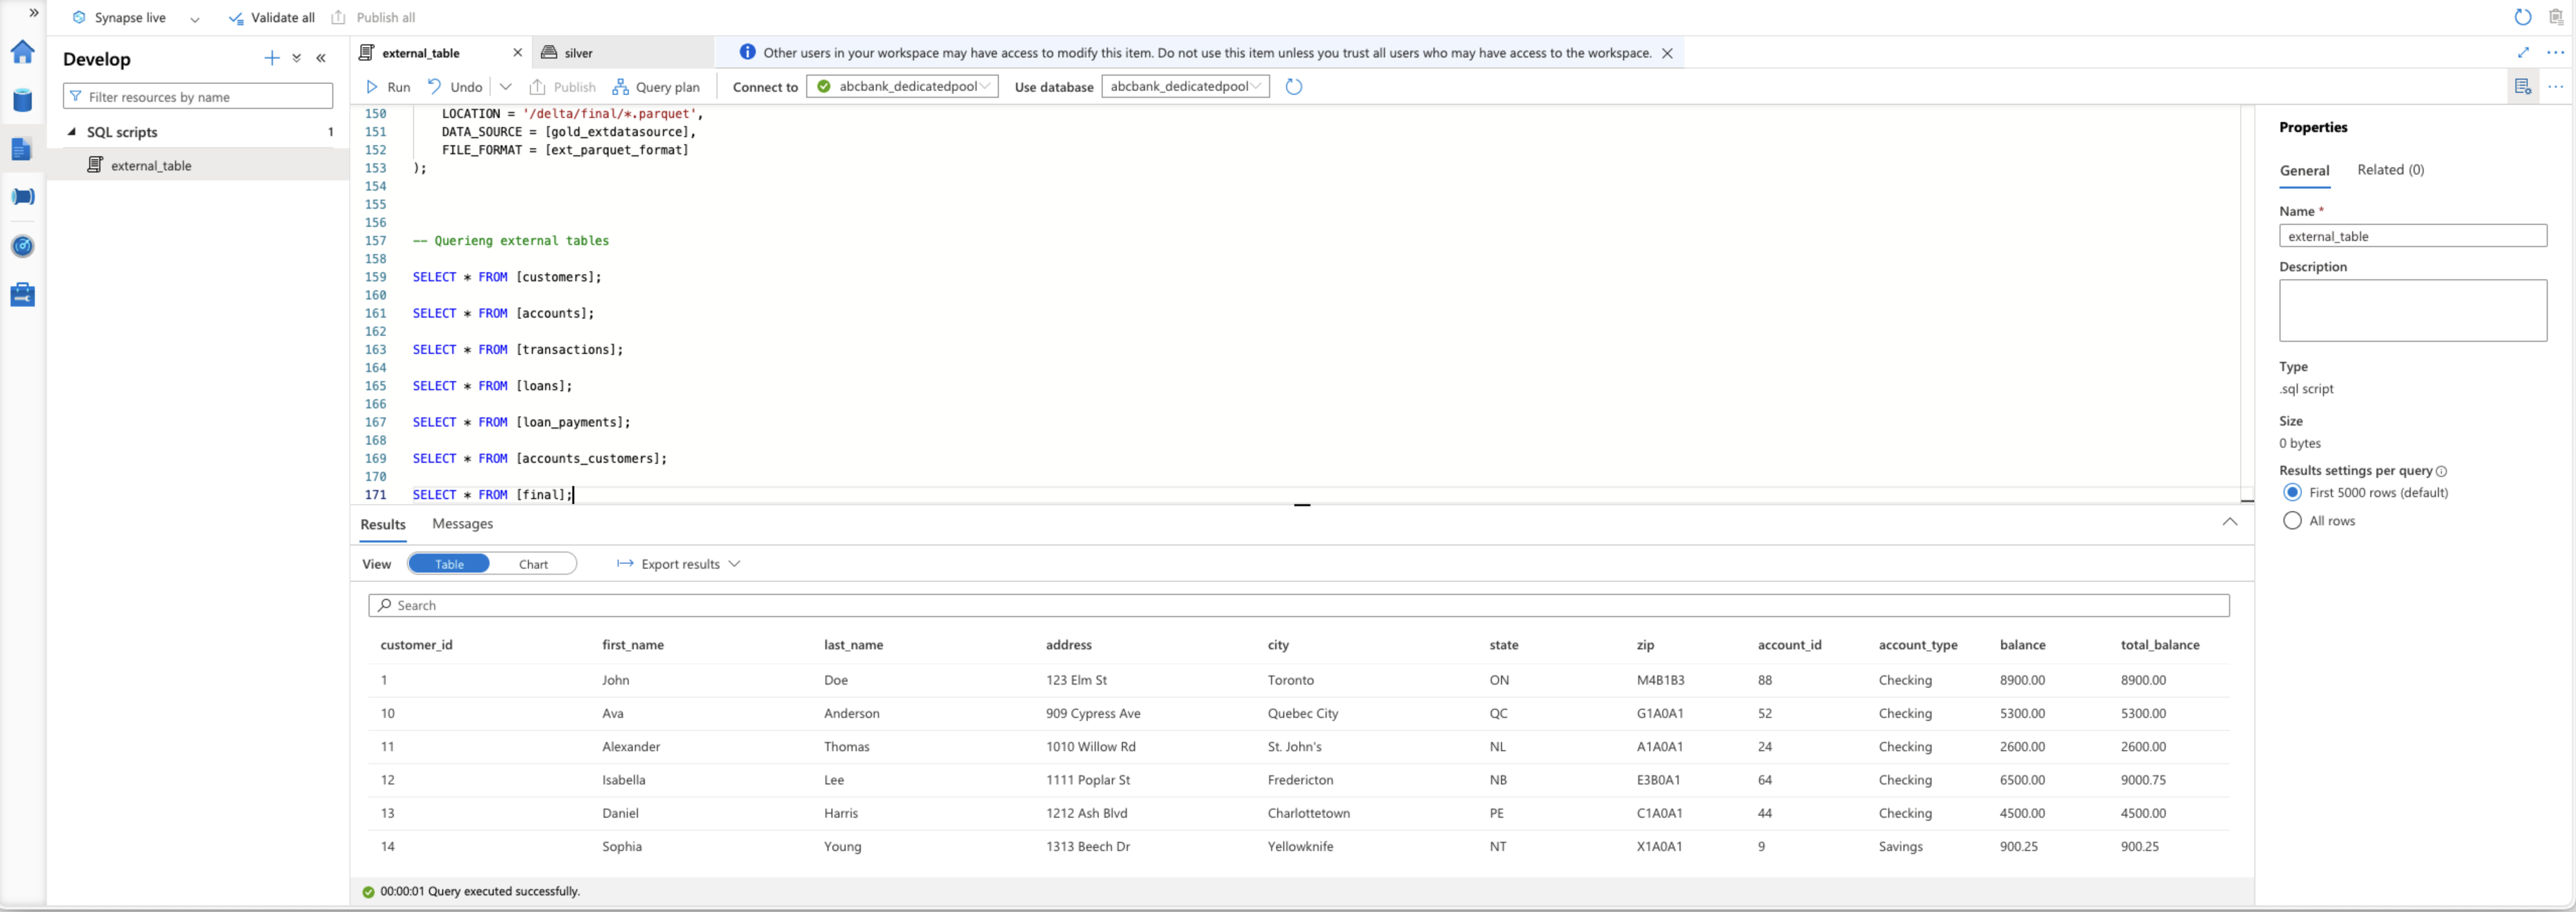 Synapse live Validate all Publish all
Develop
Filter resources by name
SQL scripts 1
external_table
external_table silver Other users in your workspace may have access to modify this item. Do not use this item unless you trust all users who may have access to the workspace.
Run Undo Publish Query plan Connect to abcbank_dedicatedpool Use database abcbank_dedicatedpool
150 LOCATION = '/delta/final/*.parquet',
151 DATA_SOURCE = [gold_extdatasource],
152 FILE_FORMAT = [ext_parquet_format]
153 );
154
155
156
157 -- Querieng external tables
158
159 SELECT * FROM [customers];
160
161 SELECT * FROM [accounts];
162
163 SELECT * FROM [transactions];
164
165 SELECT * FROM [loans];
166
167 SELECT * FROM [loan_payments];
168
169 SELECT * FROM [accounts_customers];
170
171 SELECT * FROM [final];
Results Messages
View Table Chart Export results
Search
customer_id first_name last_name address city state zip account_id account_type balance total_balance
1 John Doe 123 Elm St Toronto ON M4B1B3 88 Checking 8900.00 8900.00
10 Ava Anderson 909 Cypress Ave Quebec City QC G1A0A1 52 Checking 5300.00 5300.00
11 Alexander Thomas 1010 Willow Rd St. John's NL A1A0A1 24 Checking 2600.00 2600.00
12 Isabella Lee 1111 Poplar St Fredericton NB E3B0A1 64 Checking 6500.00 9000.75
13 Daniel Harris 1212 Ash Blvd Charlottetown PE C1A0A1 44 Checking 4500.00 4500.00
14 Sophia Young 1313 Beech Dr Yellowknife NT X1A0A1 9 Savings 900.25 900.25
00:00:01 Query executed successfully.
Properties
General Related (0)
Name *
external_table
Description
Type
.sql script
Size
0 bytes
Results settings per query
First 5000 rows (default)
All rows